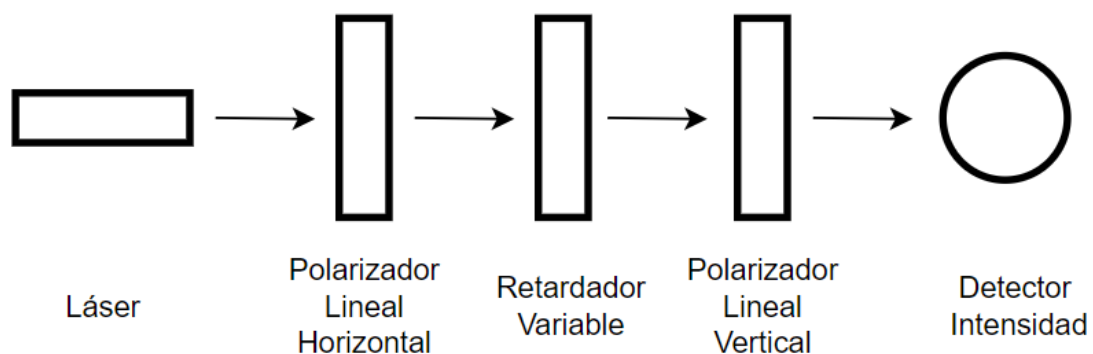 Láser
Polarizador
Lineal
Horizontal
Retardador
Variable
Polarizador
Lineal
Vertical
Detector
Intensidad